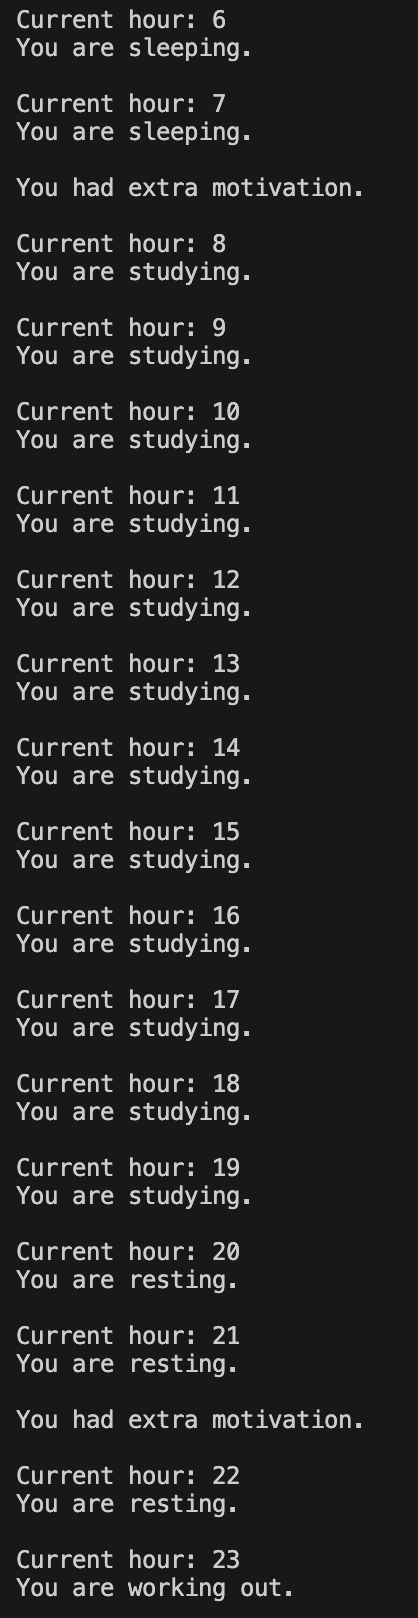 Current hour: 6
You are sleeping.
Current hour: 7
You are sleeping.
You had extra motivation.
Current hour: 8
You are studying.
Current hour: 9
You are studying.
Current hour: 10
You are studying.
Current hour: 11
You are studying.
Current hour: 12
You are studying.
Current hour: 13
You are studying.
Current hour: 14
You are studying.
Current hour: 15
You are studying.
Current hour: 16
You are studying.
Current hour: 17
You are studying.
Current hour: 18
You are studying.
Current hour: 19
You are studying.
Current hour: 20
You are resting.
Current hour: 21
You are resting.
You had extra motivation.
Current hour: 22
You are resting.
Current hour: 23
You are working out.